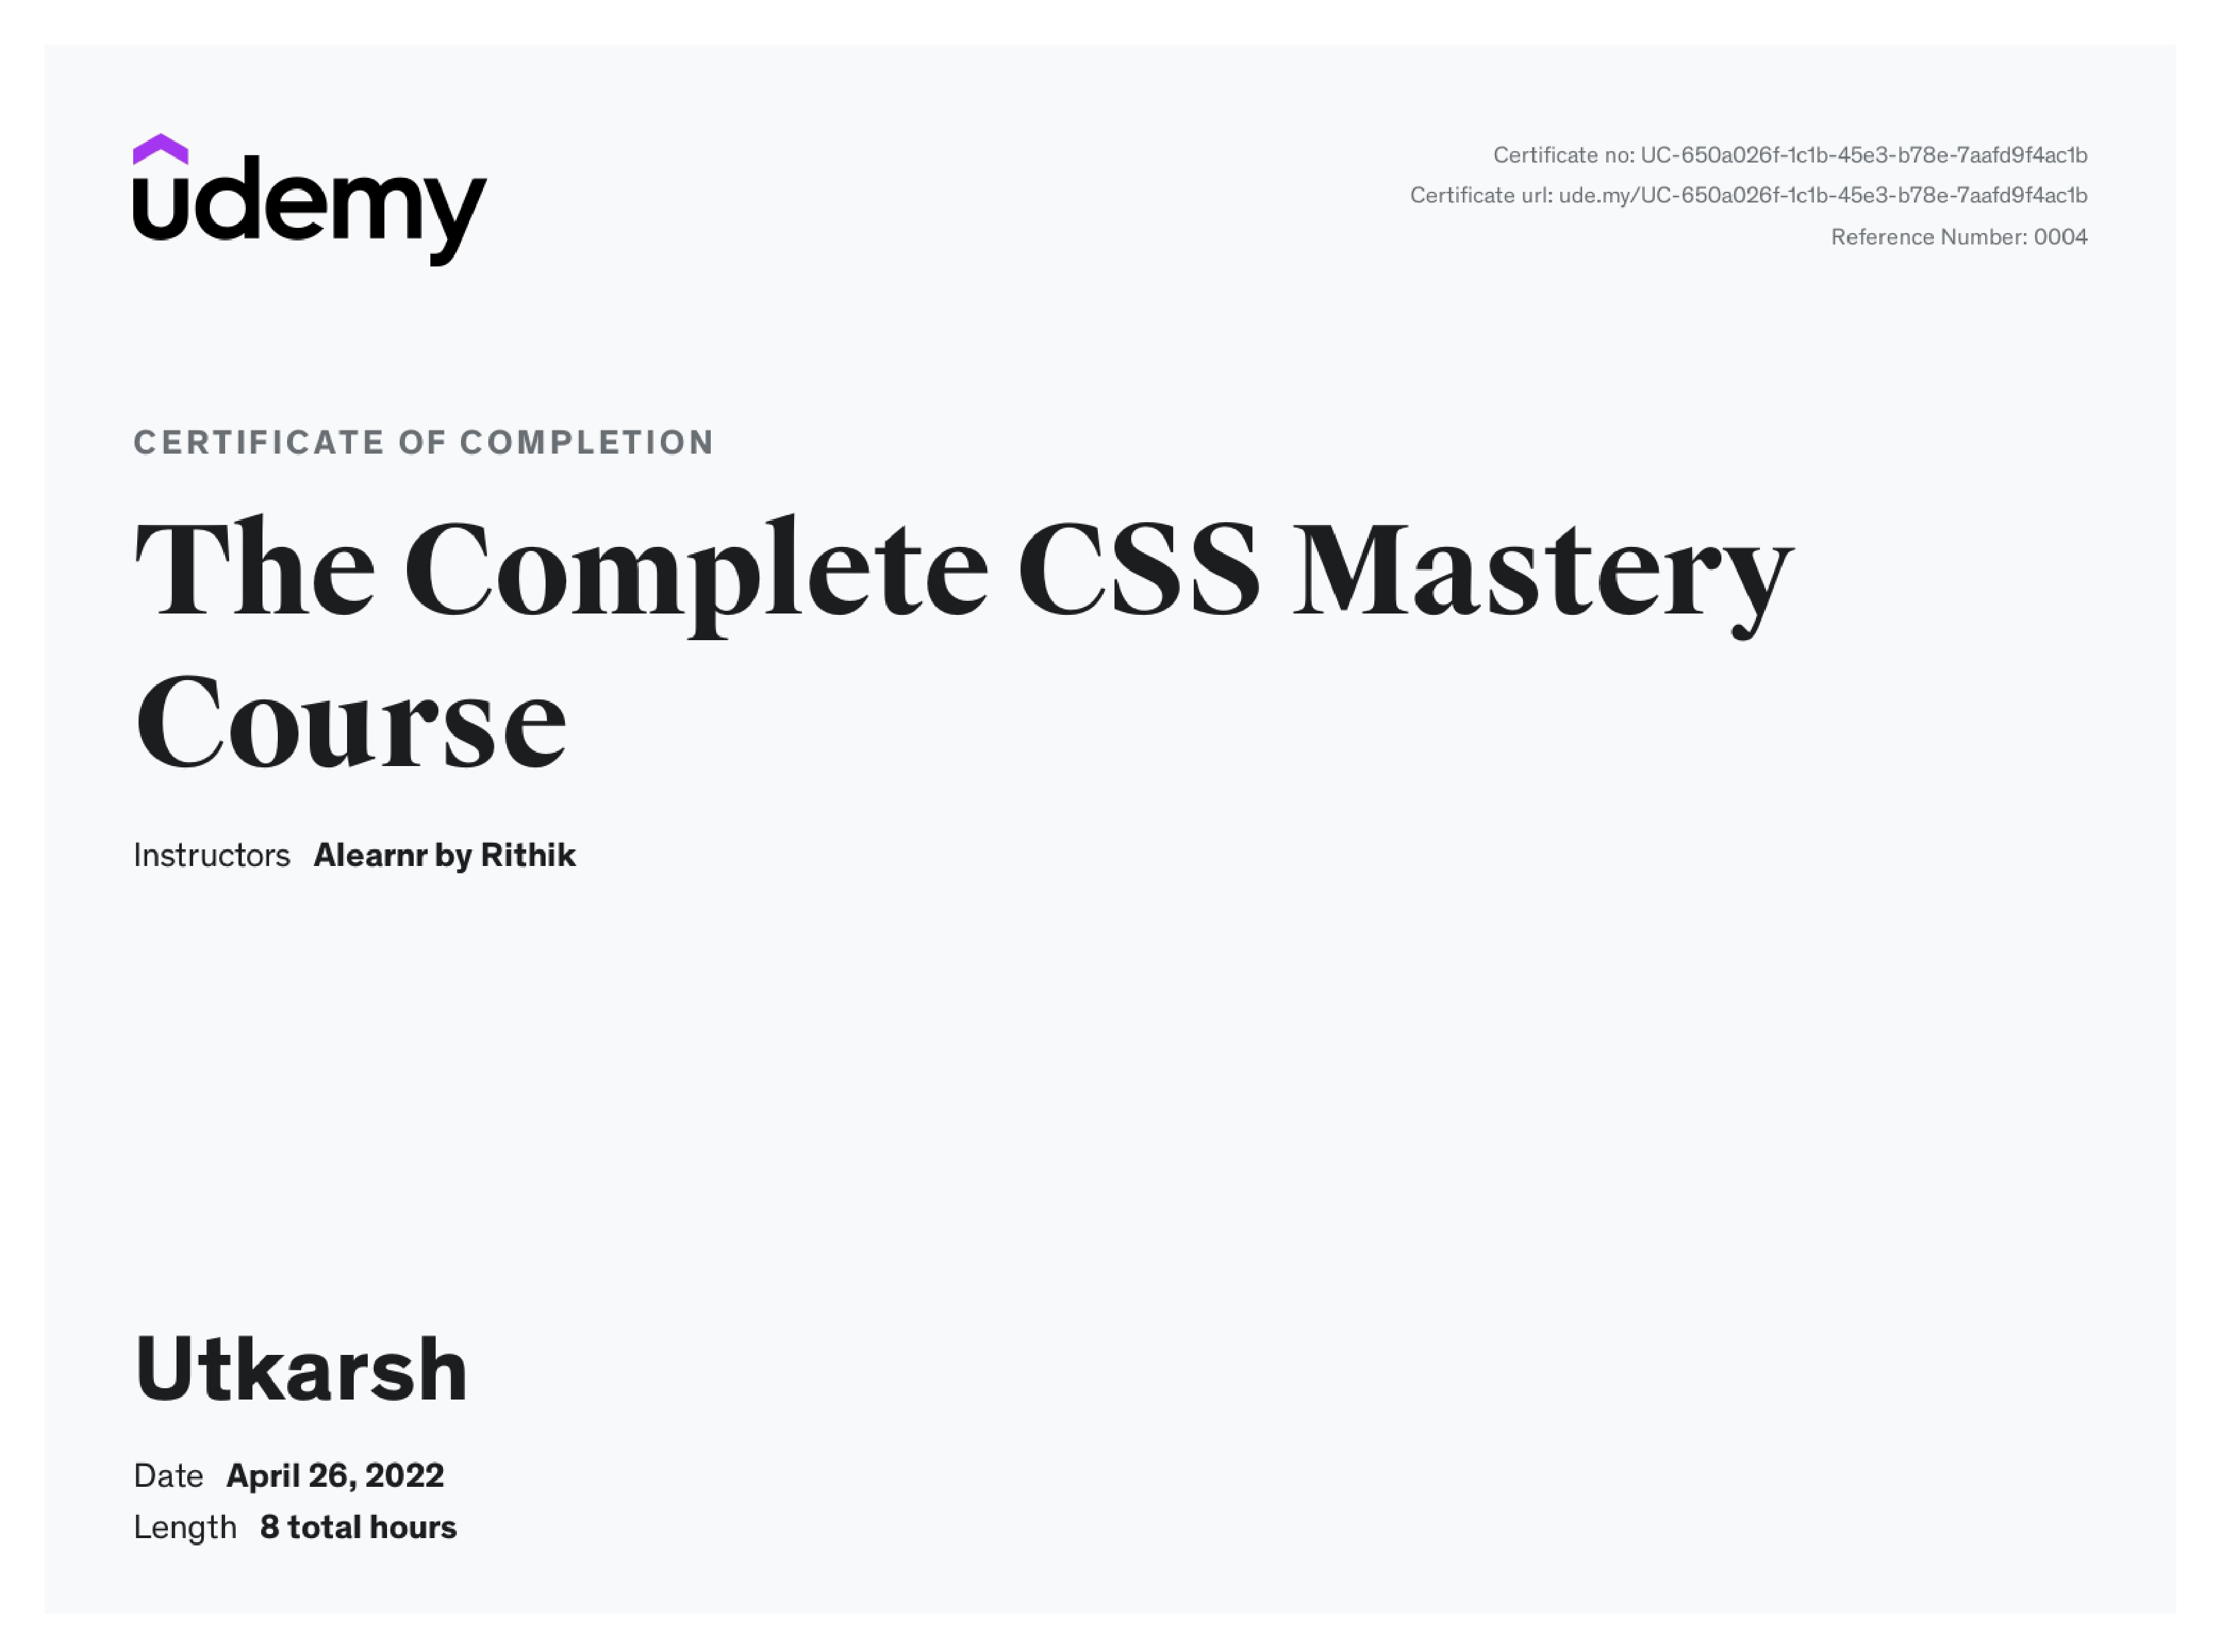 udemy
Certificate no: UC-650a026f-1c1b-45e3-b78e-7aafd9f4ac1b
Certificate url: ude.my/UC-650a026f-1c1b-45e3-b78e-7aafd9f4ac1b
Reference Number: 0004
CERTIFICATE OF COMPLETION
The Complete CSS Mastery
Course
Instructors Alearnr by Rithik
Utkarsh
Date April 26, 2022
Length 8 total hours